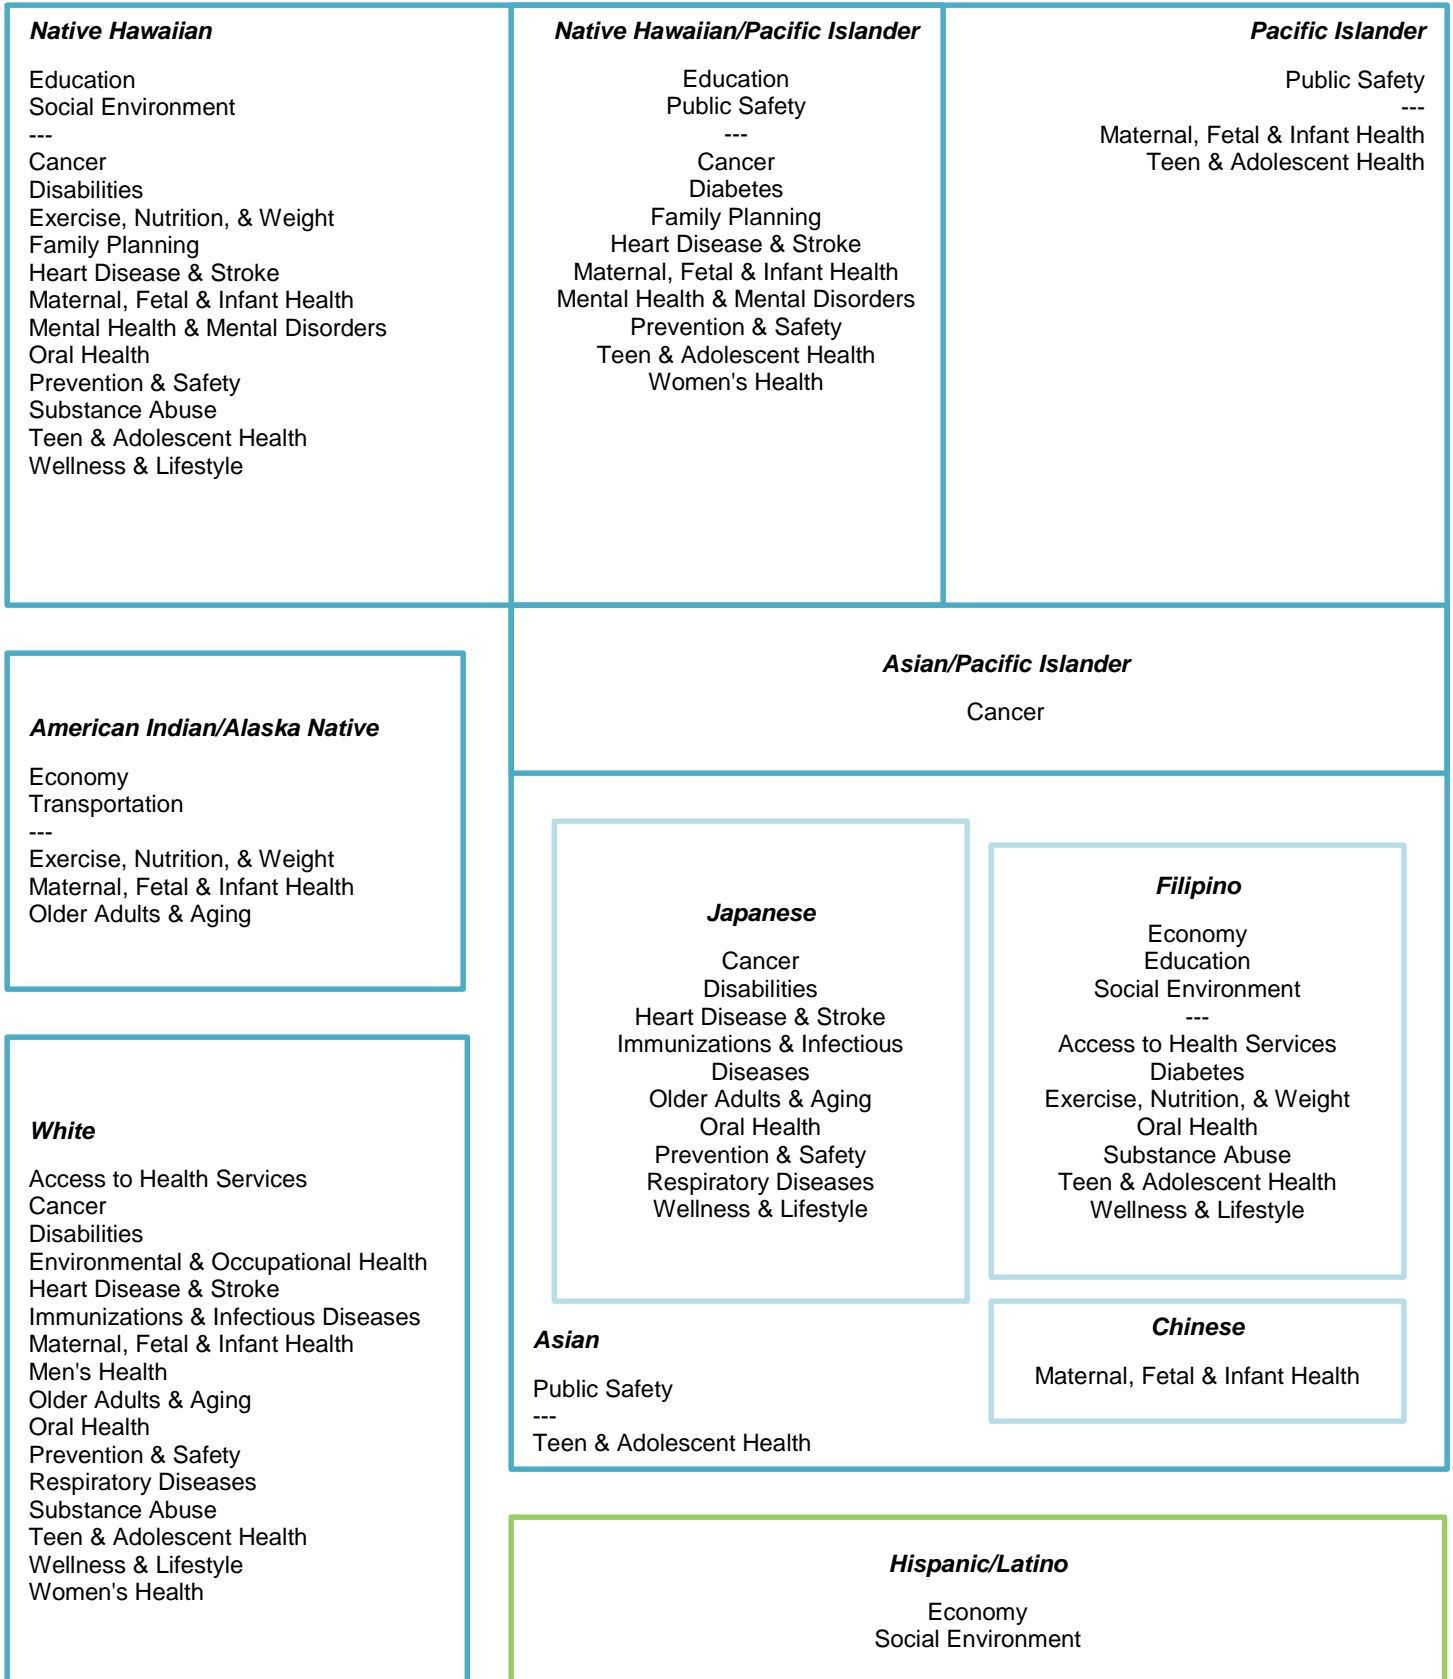 Native Hawaiian
Education
Social Environment
---
Cancer
Disabilities
Exercise, Nutrition, & Weight
Family Planning
Heart Disease & Stroke
Maternal, Fetal & Infant Health
Mental Health & Mental Disorders
Oral Health
Prevention & Safety
Substance Abuse
Teen & Adolescent Health
Wellness & Lifestyle
Native Hawaiian/Pacific Islander
Education
Public Safety
---
Cancer
Diabetes
Family Planning
Heart Disease & Stroke
Maternal, Fetal & Infant Health
Mental Health & Mental Disorders
Prevention & Safety
Teen & Adolescent Health
Women's Health
Pacific Islander
Public Safety
---
Maternal, Fetal & Infant Health
Teen & Adolescent Health
Asian/Pacific Islander
Cancer
American Indian/Alaska Native
Economy
Transportation
---
Exercise, Nutrition, & Weight
Maternal, Fetal & Infant Health
Older Adults & Aging
Japanese
Cancer
Disabilities
Heart Disease & Stroke
Immunizations & Infectious
Diseases
Older Adults & Aging
Oral Health
Prevention & Safety
Respiratory Diseases
Wellness & Lifestyle
Filipino
Economy
Education
Social Environment
---
Access to Health Services
Diabetes
Exercise, Nutrition, & Weight
Oral Health
Substance Abuse
Teen & Adolescent Health
Wellness & Lifestyle
Chinese
Maternal, Fetal & Infant Health
Asian
Public Safety
---
Teen & Adolescent Health
White
Access to Health Services
Cancer
Disabilities
Environmental & Occupational Health
Heart Disease & Stroke
Immunizations & Infectious Diseases
Maternal, Fetal & Infant Health
Men's Health
Older Adults & Aging
Oral Health
Prevention & Safety
Respiratory Diseases
Substance Abuse
Teen & Adolescent Health
Wellness & Lifestyle
Women's Health
Hispanic/Latino
Economy
Social Environment